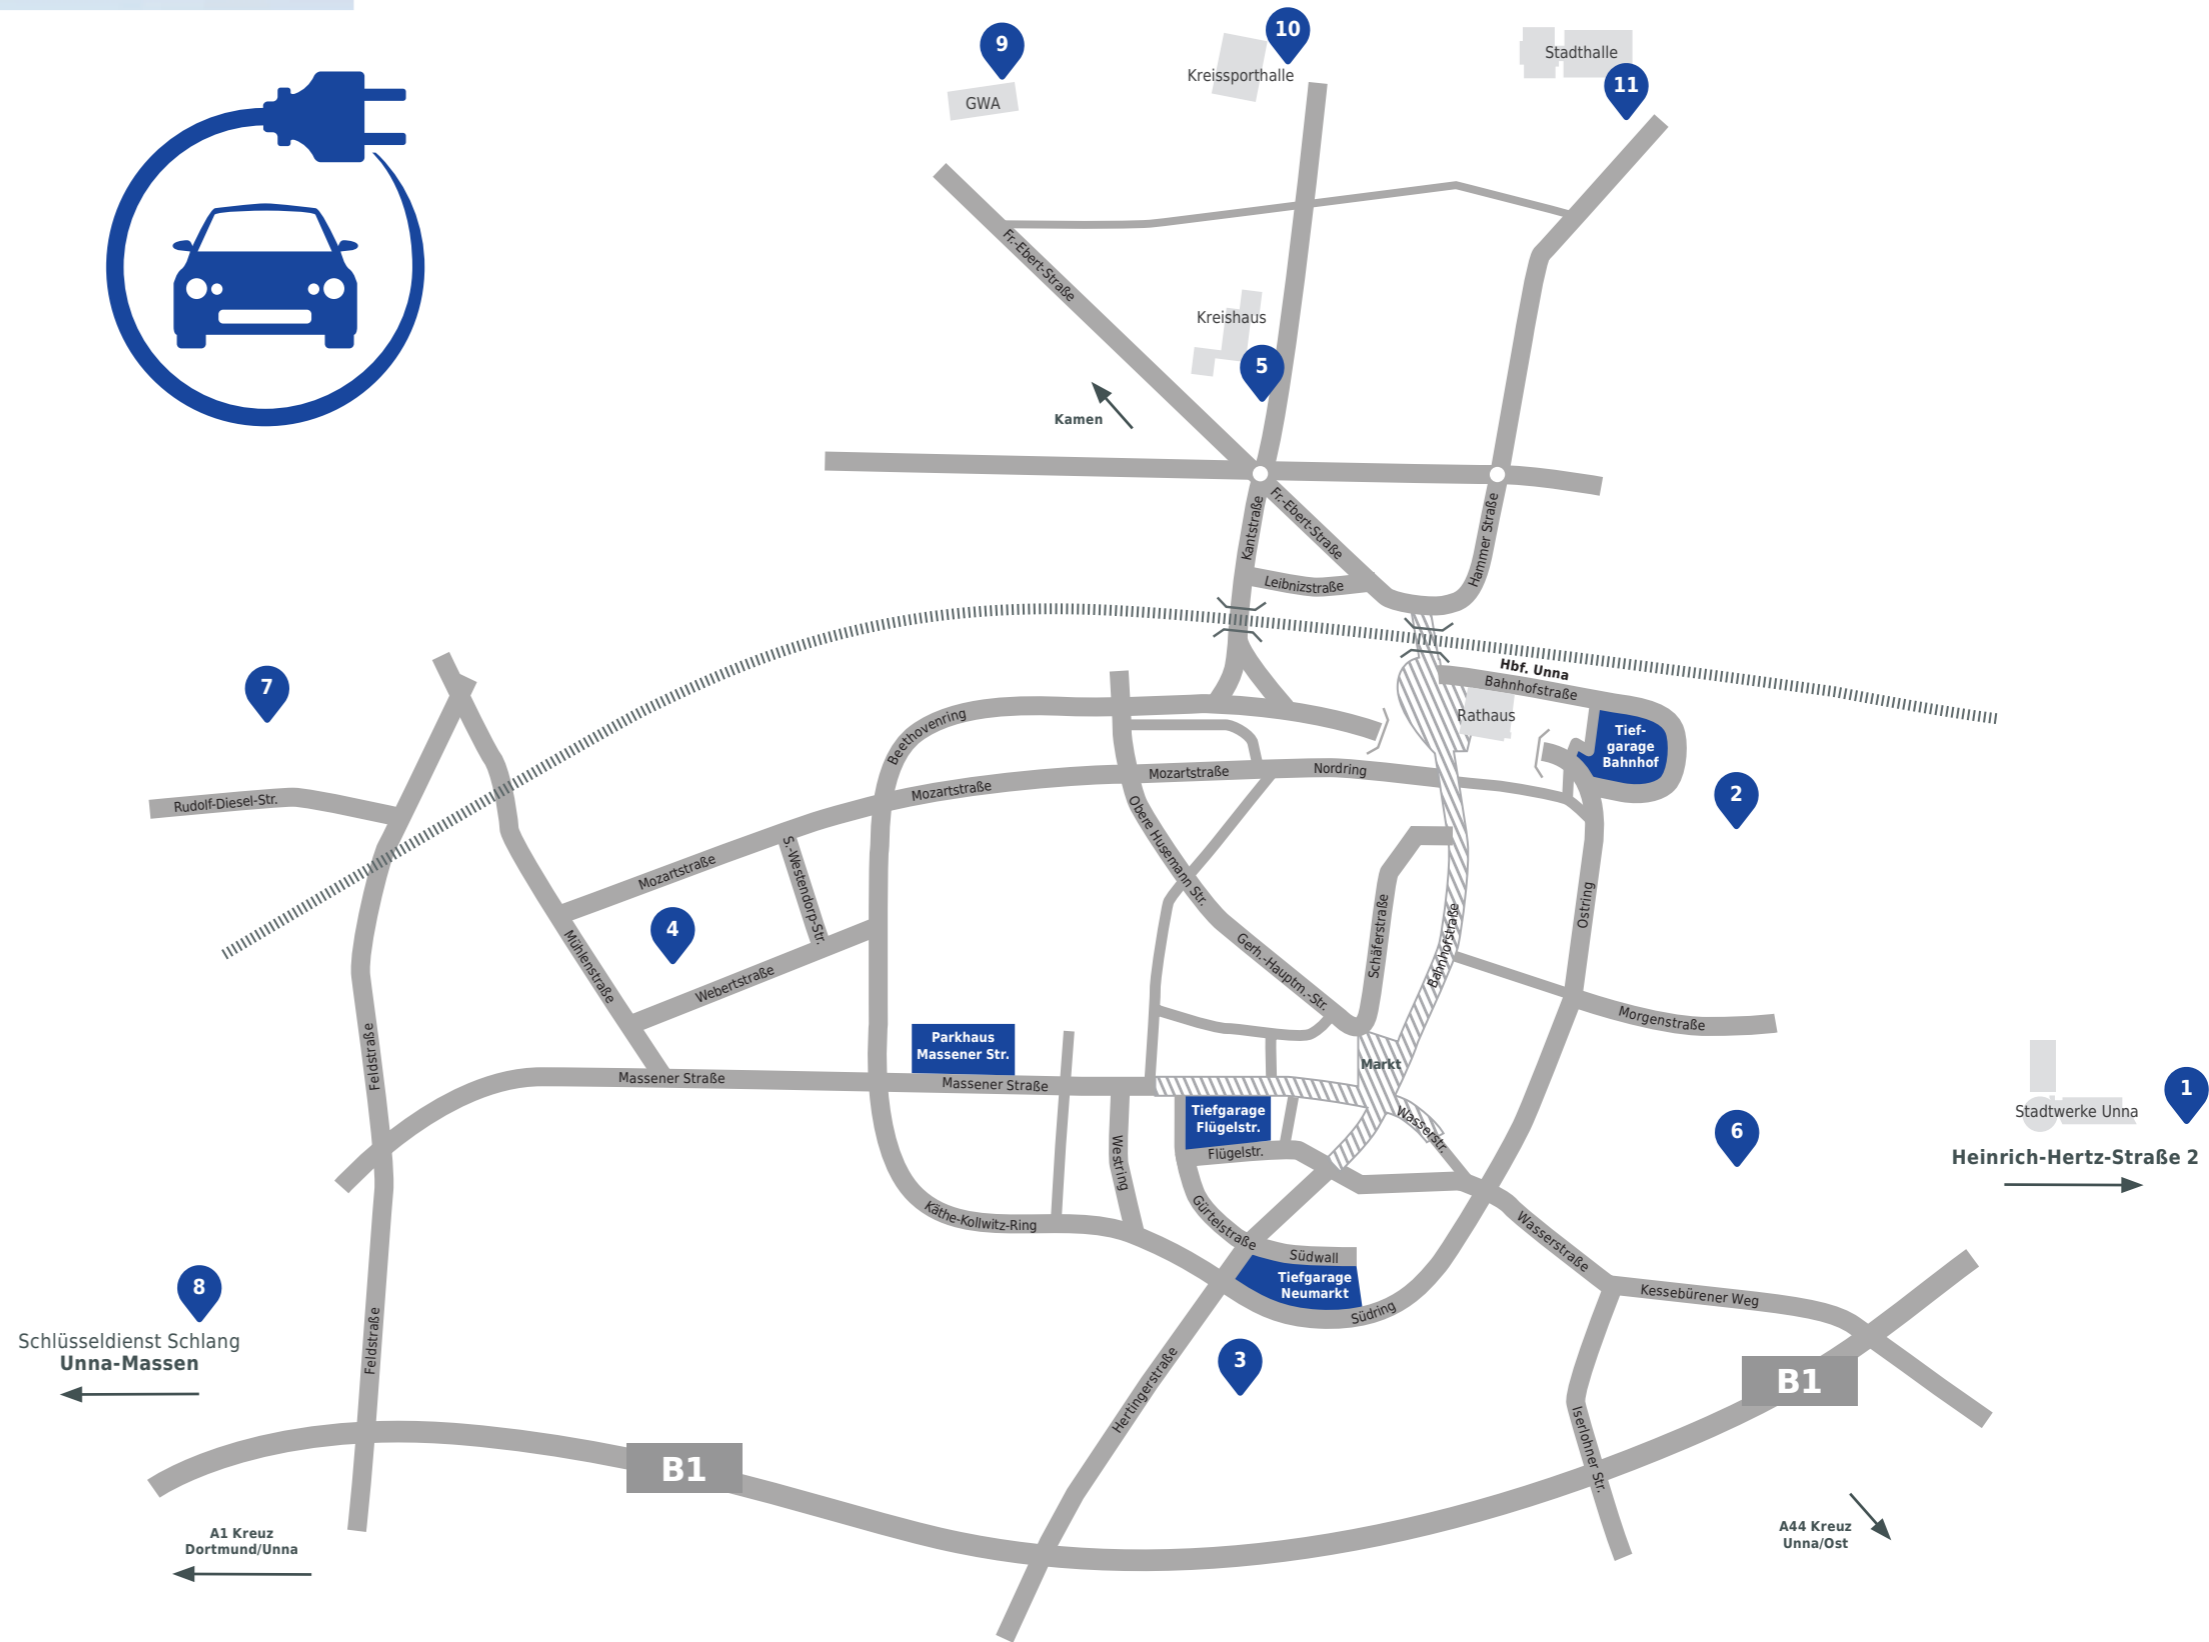 9
10
11
GWA
Kreissporthalle
Stadthalle
Fr.-Ebert-Straße
Kreishaus
5
Kamen
Kantstraße
Fr.-Ebert-Straße
Hammer Straße
Leibnizstraße
Hbf. Unna
Bahnhofstraße
Rathaus
Tief-
garage
Bahnhof
7
Rudolf-Diesel-Str.
Beethovenring
Mozartstraße
Mozartstraße
Nordring
Mozartstraße
S.-Westendorp-Str.
Obere Husemann Str.
2
4
Mühlenstraße
Webertstraße
Gerh.-Hauptm.-Str.
Schäferstraße
Bahnhofstraße
Ostring
Morgenstraße
Feldstraße
Parkhaus
Massener Str.
Massener Straße
Massener Straße
Markt
Tiefgarage
Flügelstr.
Flügelstr.
Wasserstr.
Westring
6
1
Stadtwerke Unna
Heinrich-Hertz-Straße 2
Käthe-Kollwitz-Ring
Gürtelstraße
Südwall
Tiefgarage
Neumarkt
Südring
Wasserstraße
Kessebürener Weg
8
Schlüsseldienst Schlang
Unna-Massen
Feldstraße
3
Hertingerstraße
B1
Iserlohner Str.
B1
A1 Kreuz
Dortmund/Unna
A44 Kreuz
Unna/Ost